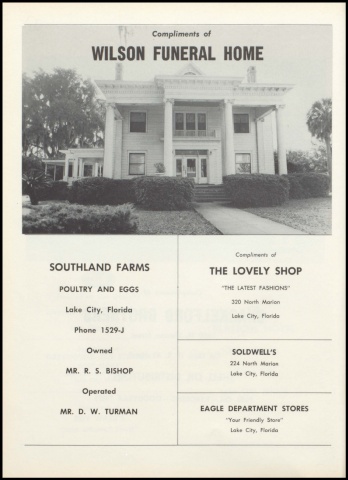 Compliments of
WILSON FUNERAL HOME
SOUTHLAND FARMS
POULTRY AND EGGS
Lake City, Florida
Phone 1529-J
Owned
MR. R. S. BISHOP
Operated
MR. D. W. TURMAN
Compliments of
THE LOVELY SHOP
"THE LATEST FASHIONS"
320 North Marion
Lake City, Florida
SOLDWELL'S
224 North Marion
Lake City, Florida
EAGLE DEPARTMENT STORES
"Your Friendly Store"
Lake City, Florida